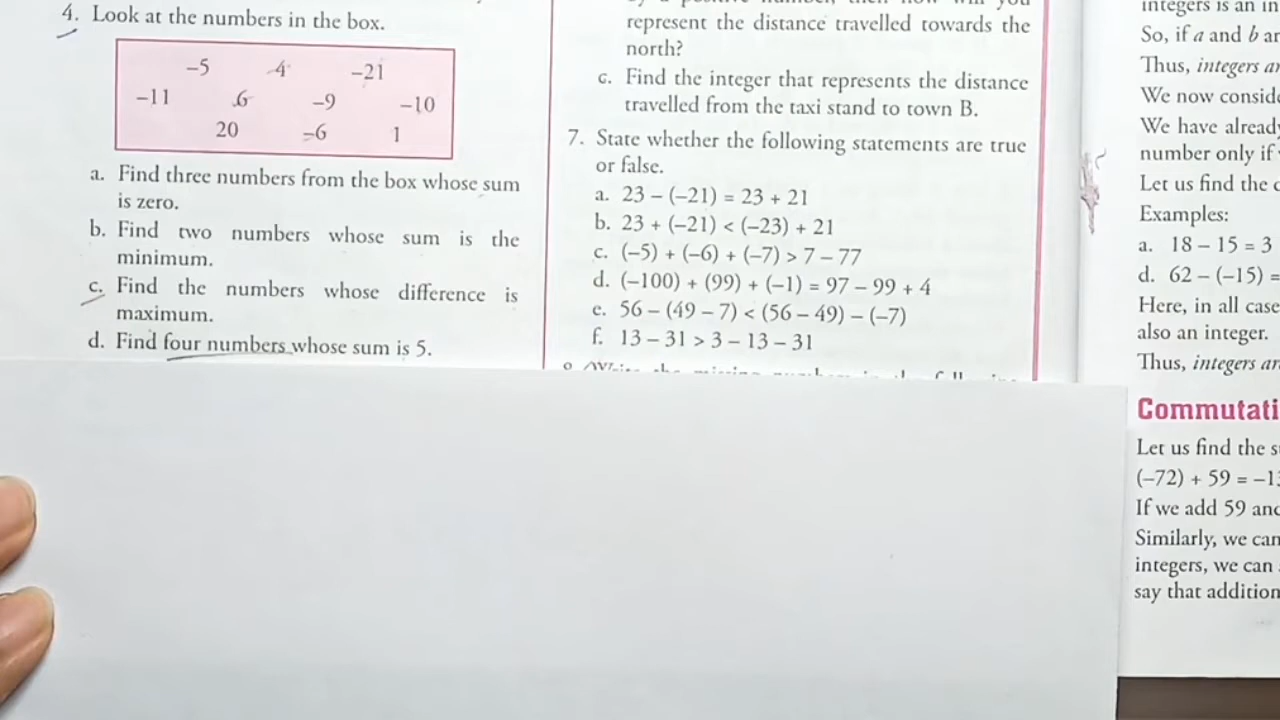 4. Look at the numbers in the box.
-5 4 -21
-11 6 -9 -10
20 -6 1
a. Find three numbers from the box whose sum
is zero.
b. Find two numbers whose sum is the
minimum.
c. Find the numbers whose difference is
maximum.
d. Find four numbers whose sum is 5.
represent the distance travelled towards the
north?
c. Find the integer that represents the distance
travelled from the taxi stand to town B.
7. State whether the following statements are true
or false.
a. 23 – (–21) = 23 + 21
b. 23 + (–21) < (–23) + 21
c. (–5) + (–6) + (–7) > 7 – 77
d. (–100) + (99) + (–1) = 97 – 99 + 4
e. 56 – (49 – 7) < (56 – 49) – (–7)
f. 13 – 31 > 3 – 13 – 31
integers is an in
So, if a and b ar
Thus, integers ar
We now conside
We have already
number only if
Let us find the
Examples:
a. 18 – 15 = 3
d. 62 – (–15) =
Here, in all case
also an integer.
Thus, integers ar
Commutati
Let us find the s
(–72) + 59 = –13
If we add 59 and
Similarly, we can
integers, we can
say that addition